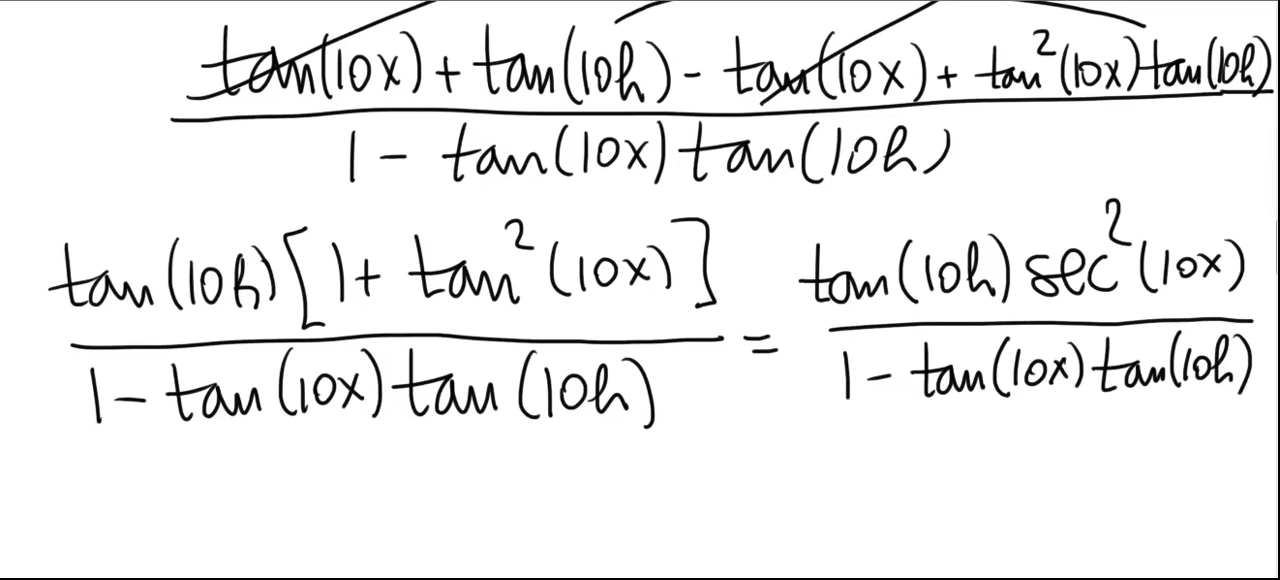 tan(10x) + tan(10h) - tan(10x) + tan²(10x)tan(10h)
1 - tan(10x)tan(10h)
tan(10h)[1 + tan²(10x)] = tan(10h) sec²(10x)
1 - tan(10x)tan(10h) 1 - tan(10x)tan(10h)